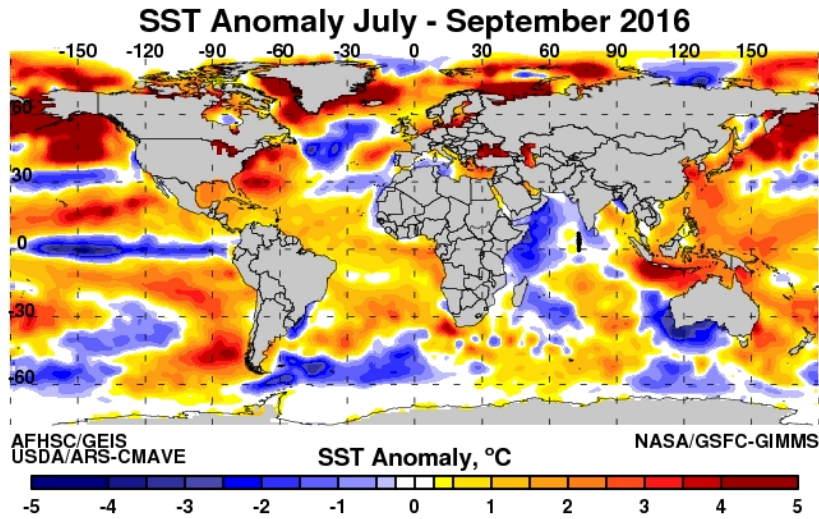 SST Anomaly July - September 2016
-150 -120 -90 -60 -30 0 30 60 90 120 150
60
30
0
-30
-60
AFHSC/GEIS
USDA/ARS-CMAVE
NASA/GSFC-GIMMS
SST Anomaly, ºC
-5 -4 -3 -2 -1 0 1 2 3 4 5